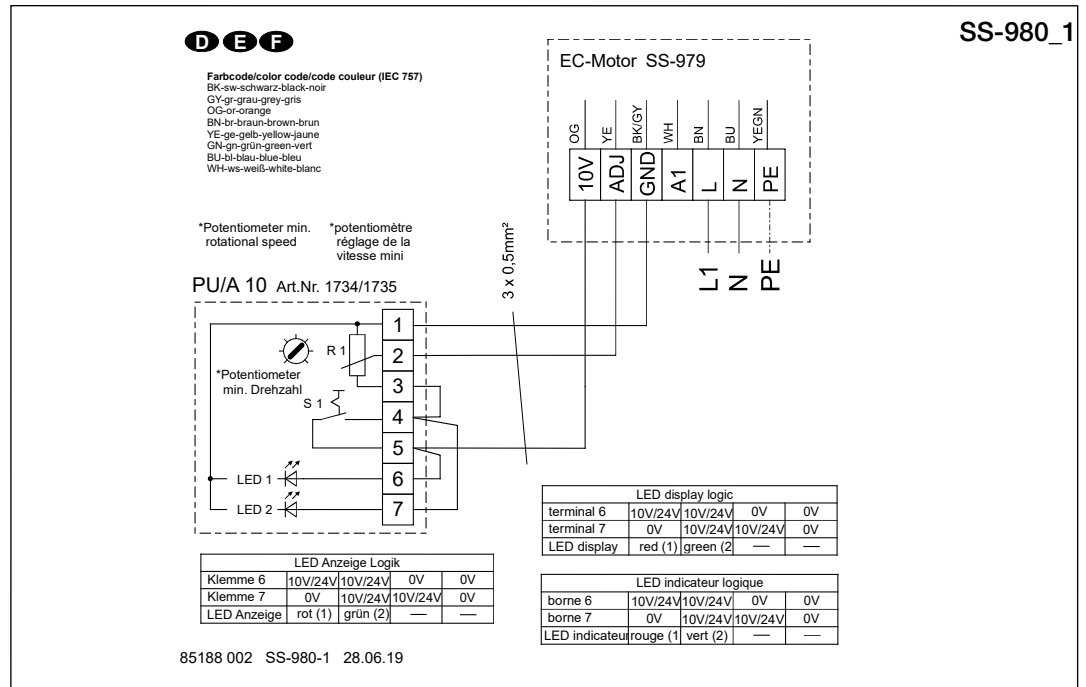 SS-980_1
D E F
Farbcode/color code/code couleur (IEC 757)
BK-sw-schwarz-black-noir
GY-gr-grau-grey-gris
OG-or-orange
BN-br-braun-brown-brun
YE-ge-gelb-yellow-jaune
GN-gn-grün-green-vert
BU-bl-blau-blue-bleu
WH-ws-weiß-white-blanc
EC-Motor SS-979
OG YE BK/GY WH BN BU YEGN
10V ADJ GND A1 L N PE
L1 N PE
*Potentiometer min.
rotational speed
*potentiomètre
réglage de la
vitesse mini
3 x 0,5mm²
PU/A 10 Art.Nr. 1734/1735
1
R 1
2
*Potentiometer
min. Drehzahl
3
S 1
4
5
LED 1
6
LED 2
7
LED display logic
terminal 6 10V/24V 10V/24V 0V 0V
terminal 7 0V 10V/24V 10V/24V 0V
LED display red (1) green (2 — —
LED Anzeige Logik
Klemme 6 10V/24V 10V/24V 0V 0V
Klemme 7 0V 10V/24V 10V/24V 0V
LED Anzeige rot (1) grün (2) — —
LED indicateur logique
borne 6 10V/24V 10V/24V 0V 0V
borne 7 0V 10V/24V 10V/24V 0V
LED indicateur rouge (1 vert (2) — —
85188 002 SS-980-1 28.06.19